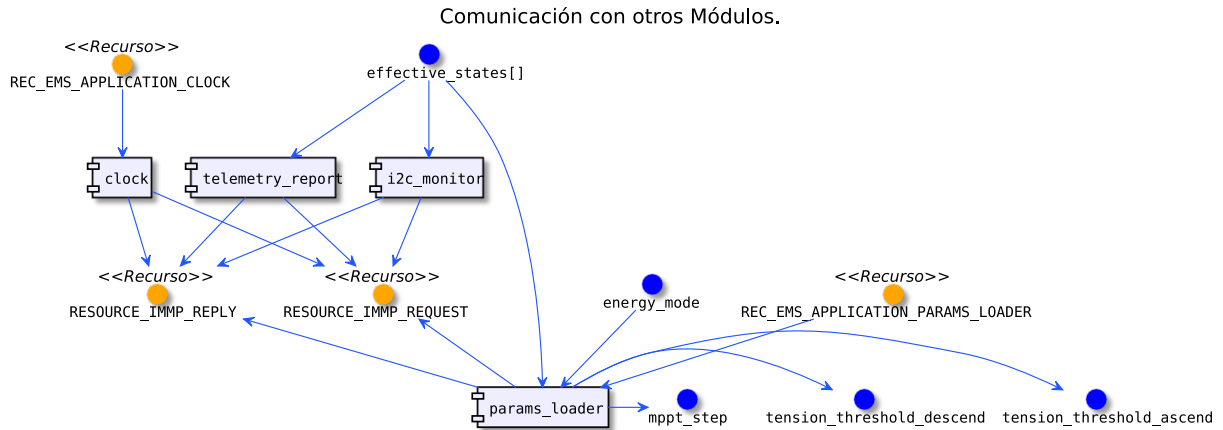 Comunicación con otros Módulos.
<<Recurso>>
REC_EMS_APPLICATION_CLOCK
effective_states[]
clock
telemetry_report
i2c_monitor
<<Recurso>>
RESOURCE_IMMP_REPLY
<<Recurso>>
RESOURCE_IMMP_REQUEST
energy_mode
<<Recurso>>
REC_EMS_APPLICATION_PARAMS_LOADER
params_loader
mppt_step
tension_threshold_descend
tension_threshold_ascend